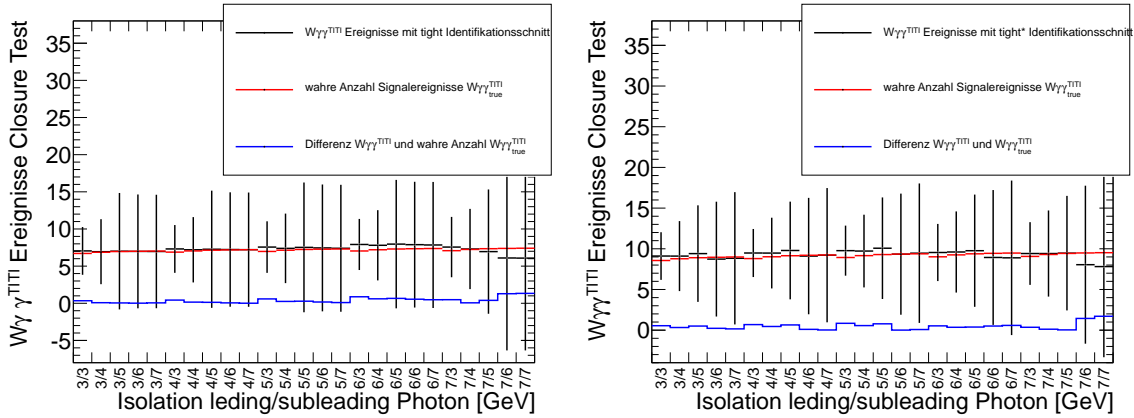 Wγγ^TITI Ereignisse mit tight Identifikationsschnitt
wahre Anzahl Signalereignisse Wγγ^TITI_true
Differenz Wγγ^TITI und wahre Anzahl Wγγ^TITI_true
Wγ γ^TITI Ereignisse Closure Test
35
30
25
20
15
10
5
0
-5
3/3 3/4 3/5 3/6 3/7 4/3 4/4 4/5 4/6 4/7 5/3 5/4 5/5 5/6 5/7 6/3 6/4 6/5 6/6 6/7 7/3 7/4 7/5 7/6 7/7
Isolation leding/subleading Photon [GeV]
Wγγ^TITI Ereignisse mit tight* Identifikationsschnitt
wahre Anzahl Signalereignisse Wγγ^TITI_true
Differenz Wγγ^TITI und Wγγ^TITI_true
Wγγ^TITI Ereignisse Closure Test
35
30
25
20
15
10
5
0
3/3 3/4 3/5 3/6 3/7 4/3 4/4 4/5 4/6 4/7 5/3 5/4 5/5 5/6 5/7 6/3 6/4 6/5 6/6 6/7 7/3 7/4 7/5 7/6 7/7
Isolation leding/subleading Photon [GeV]